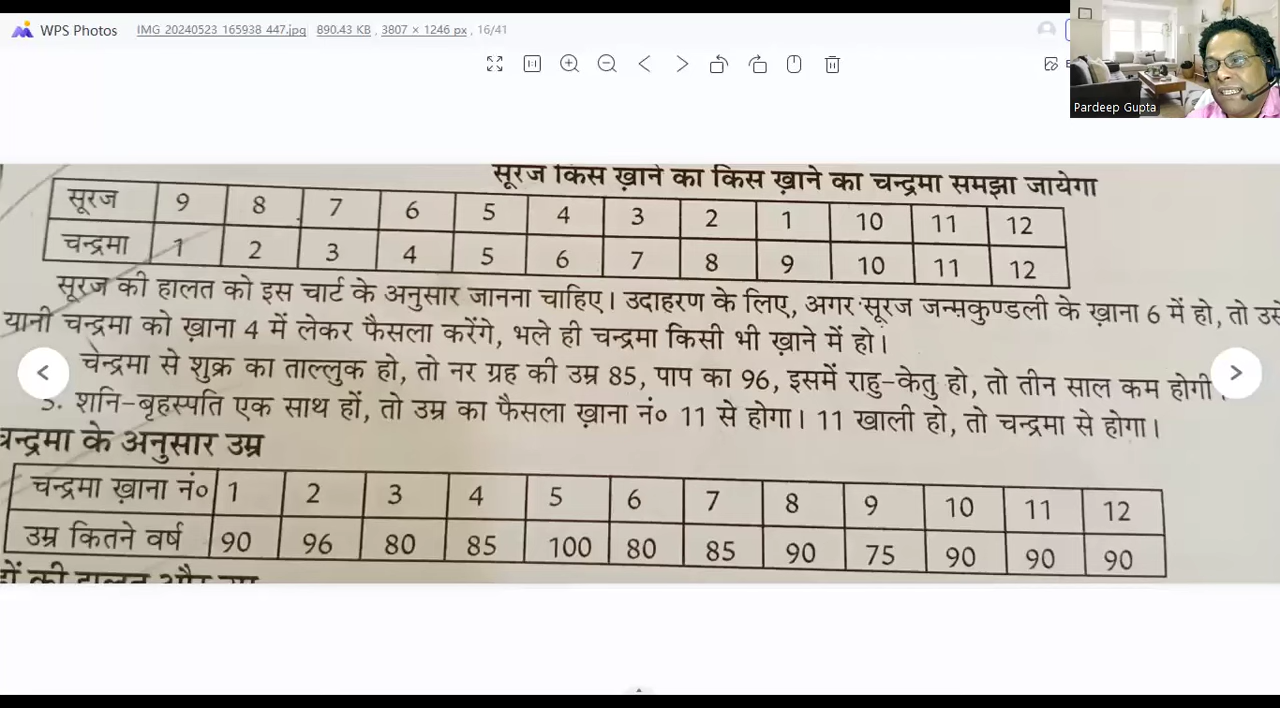 WPS Photos IMG_20240523_165938_447.jpg 890.43 KB , 3807 × 1246 px , 16/41
Pardeep Gupta
सूरज किस ख़ाने का किस ख़ाने का चन्द्रमा समझा जायेगा
सूरज 9 8 7 6 5 4 3 2 1 10 11 12
चन्द्रमा 1 2 3 4 5 6 7 8 9 10 11 12
सूरज की हालत को इस चार्ट के अनुसार जानना चाहिए। उदाहरण के लिए, अगर सूरज जन्मकुण्डली के ख़ाना 6 में हो, तो उसे
यानी चन्द्रमा को ख़ाना 4 में लेकर फैसला करेंगे, भले ही चन्द्रमा किसी भी ख़ाने में हो।
चन्द्रमा से शुक्र का ताल्लुक हो, तो नर ग्रह की उम्र 85, पाप का 96, इसमें राहु-केतु हो, तो तीन साल कम होगी
5. शनि-बृहस्पति एक साथ हों, तो उम्र का फैसला ख़ाना नं० 11 से होगा। 11 खाली हो, तो चन्द्रमा से होगा।
चन्द्रमा के अनुसार उम्र
चन्द्रमा ख़ाना नं० 1 2 3 4 5 6 7 8 9 10 11 12
उम्र कितने वर्ष 90 96 80 85 100 80 85 90 75 90 90 90